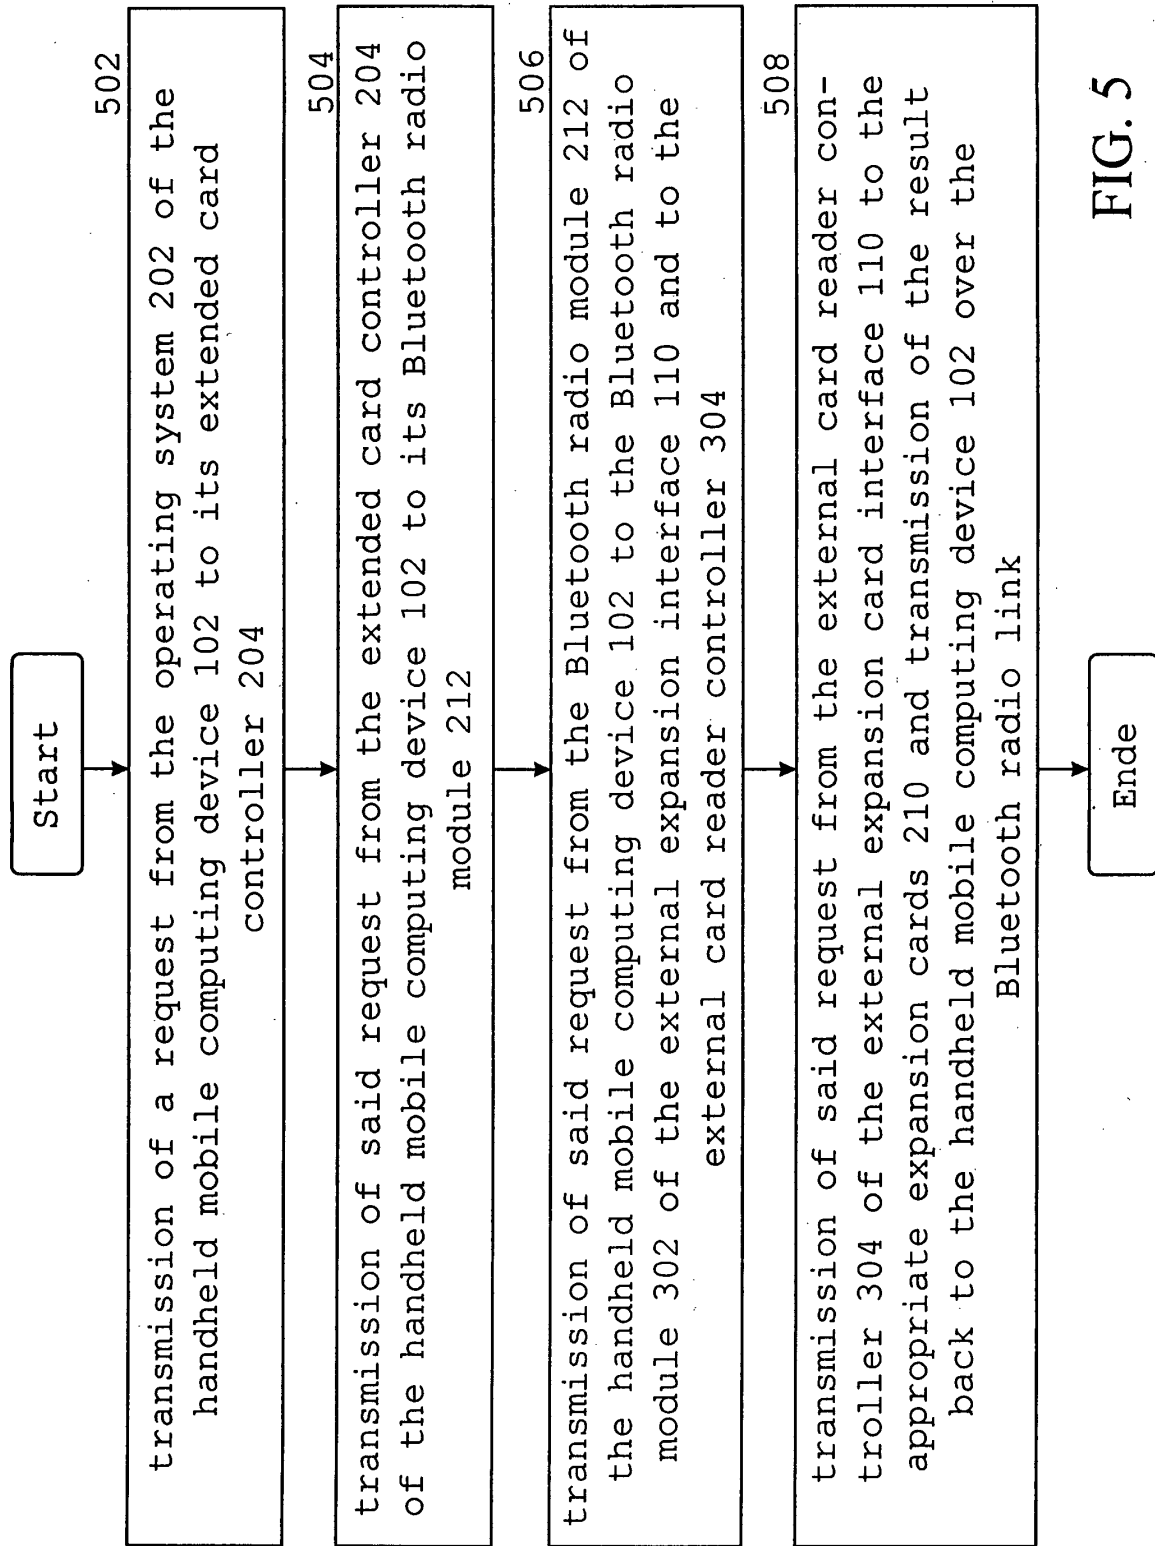 Start
502
transmission of a request from the operating system 202 of the
handheld mobile computing device 102 to its extended card
controller 204
504
transmission of said request from the extended card controller 204
of the handheld mobile computing device 102 to its Bluetooth radio
module 212
506
transmission of said request from the Bluetooth radio module 212 of
the handheld mobile computing device 102 to the Bluetooth radio
module 302 of the external expansion interface 110 and to the
external card reader controller 304
508
transmission of said request from the external card reader con-
troller 304 of the external expansion card interface 110 to the
appropriate expansion cards 210 and transmission of the result
back to the handheld mobile computing device 102 over the
Bluetooth radio link
Ende
FIG. 5